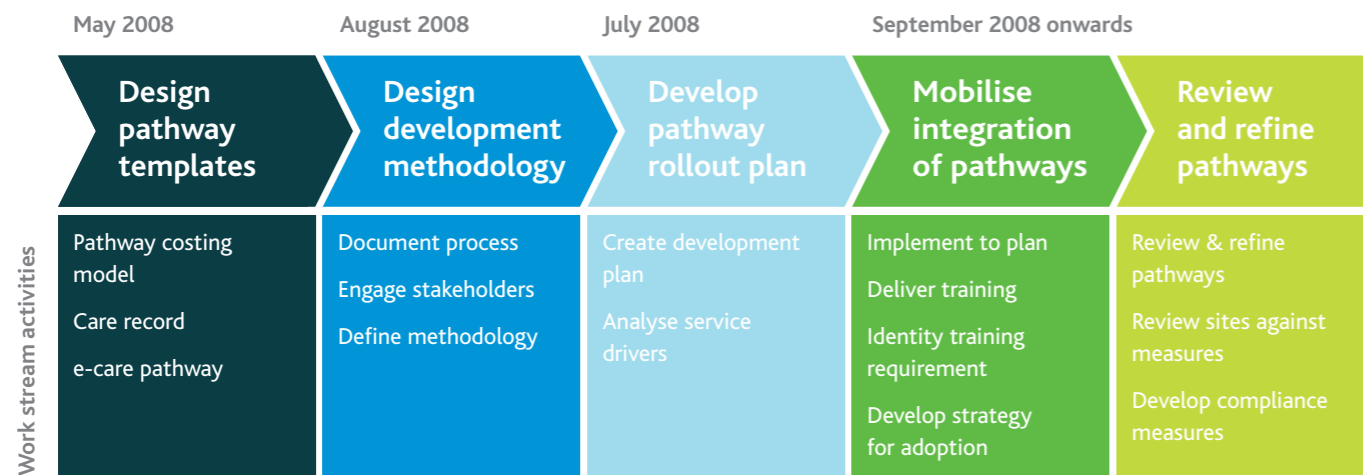 May 2008
August 2008
July 2008
September 2008 onwards
Design
pathway
templates
Design
development
methodology
Develop
pathway
rollout plan
Mobilise
integration
of pathways
Review
and refine
pathways
Work stream activities
Pathway costing
model
Care record
e-care pathway
Document process
Engage stakeholders
Define methodology
Create development
plan
Analyse service
drivers
Implement to plan
Deliver training
Identity training
requirement
Develop strategy
for adoption
Review & refine
pathways
Review sites against
measures
Develop compliance
measures